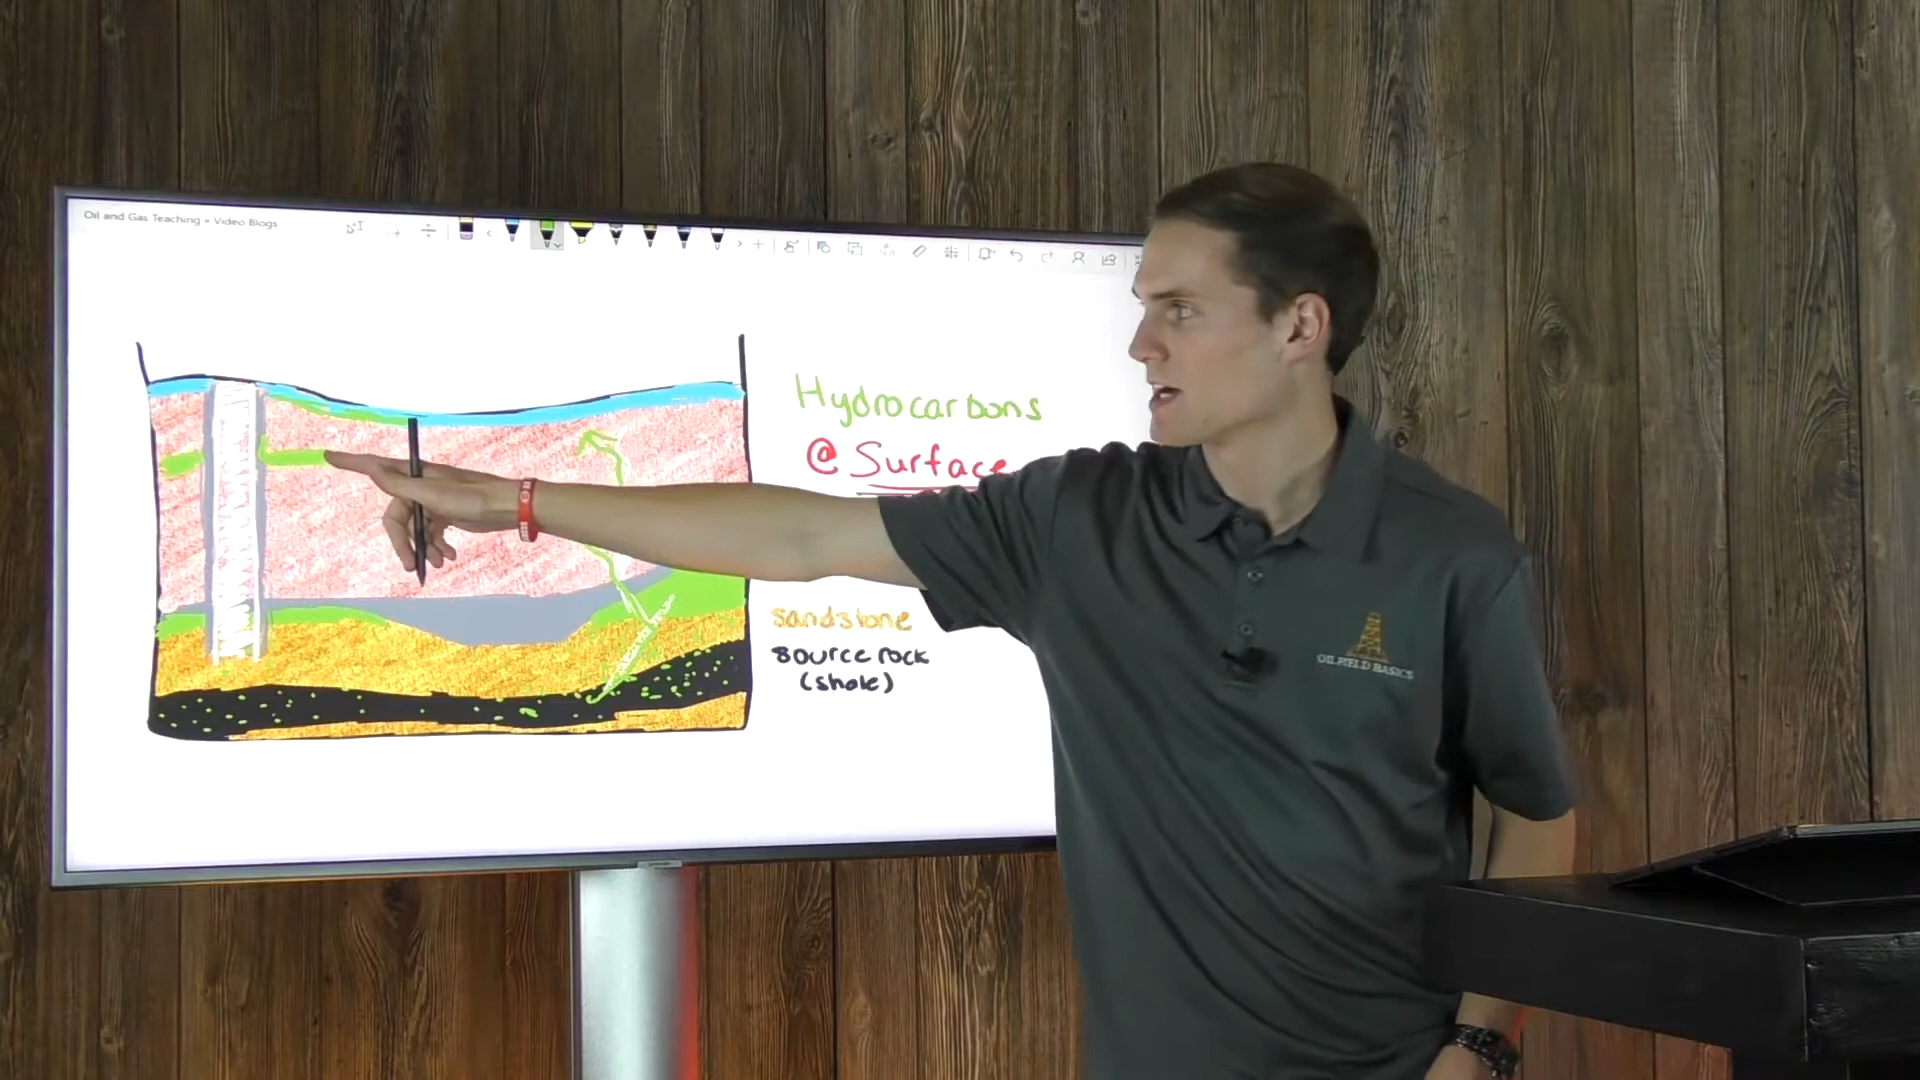 Oil and Gas Teaching - Video Blogs
Hydrocarbons
@ Surface
sandstone
source rock
(shale)
OILFIELD BASICS